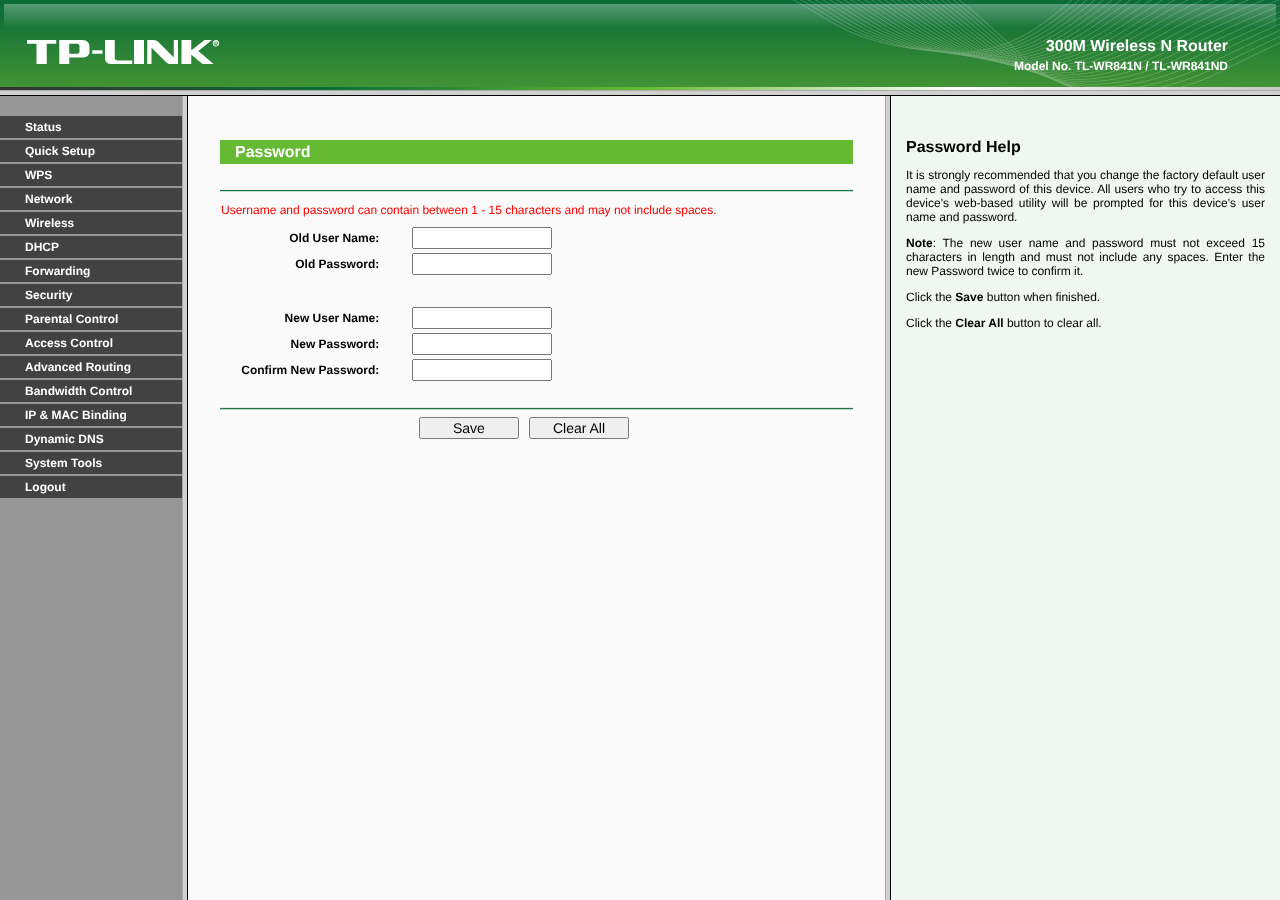 TP-LINK®
300M Wireless N Router
Model No. TL-WR841N / TL-WR841ND
Status
Quick Setup
WPS
Network
Wireless
DHCP
Forwarding
Security
Parental Control
Access Control
Advanced Routing
Bandwidth Control
IP & MAC Binding
Dynamic DNS
System Tools
Logout
Password
Username and password can contain between 1 - 15 characters and may not include spaces.
Old User Name:
Old Password:
New User Name:
New Password:
Confirm New Password:
Save
Clear All
Password Help
It is strongly recommended that you change the factory default user
name and password of this device. All users who try to access this
device's web-based utility will be prompted for this device's user
name and password.
Note: The new user name and password must not exceed 15
characters in length and must not include any spaces. Enter the
new Password twice to confirm it.
Click the Save button when finished.
Click the Clear All button to clear all.